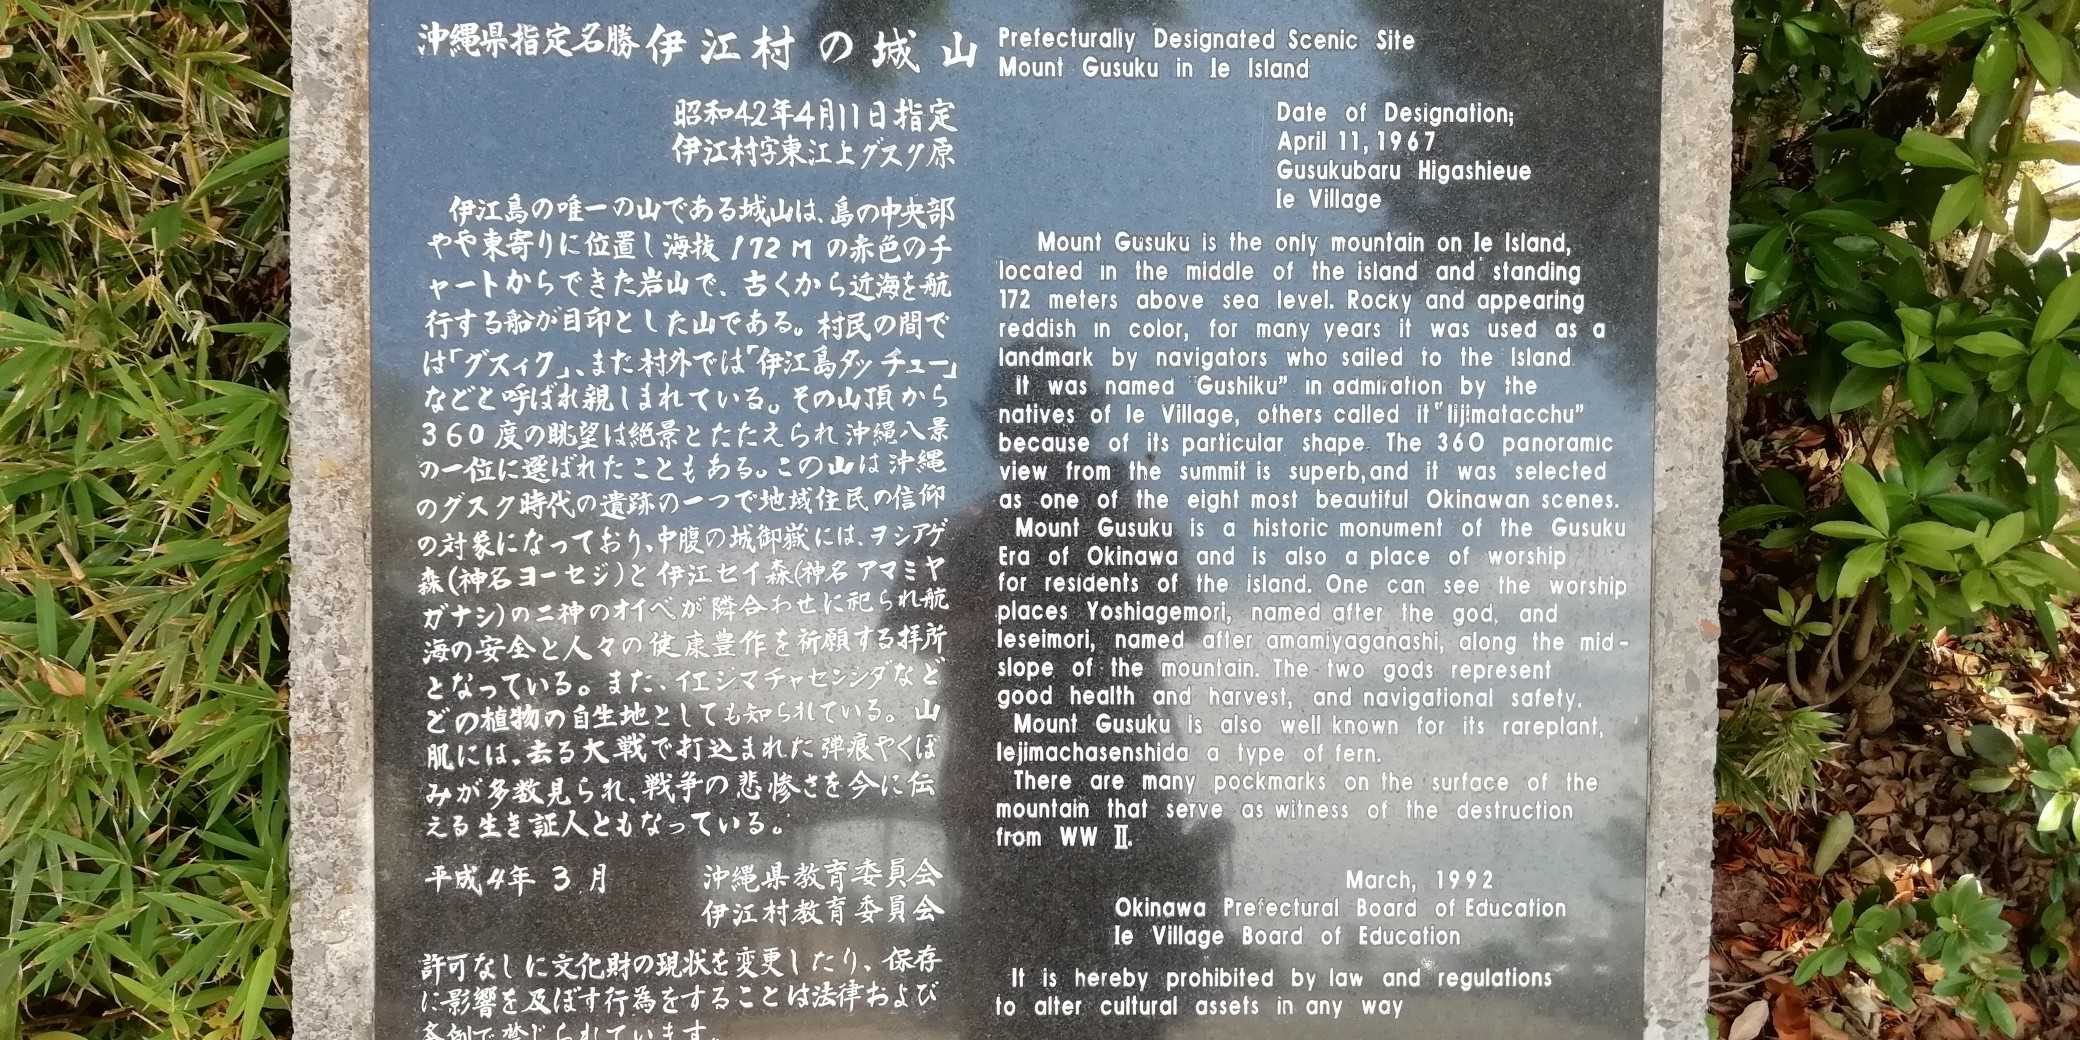 沖縄県指定名勝 伊江村の城山
昭和42年4月11日指定
伊江村字東江上グスク原
伊江島の唯一の山である城山は、島の中央部
やや東寄りに位置し海抜172Mの赤色のチ
ャートからできた岩山で、古くから近海を航
行する船が目印とした山である。村民の間で
は「グスィク」、また村外では「伊江島タッチュー」
などと呼ばれ親しまれている。その山頂から
360度の眺望は絶景とたたえられ沖縄八景
の一位に選ばれたこともある。この山は沖縄
のグスク時代の遺跡の一つで地域住民の信仰
の対象になっており、中腹の城御嶽には、ヨシアゲ
森(神名ヨーセジ)と伊江セイ森(神名アマミヤ
ガナシ)の二神のオイベが隣合わせに祀られ航
海の安全と人々の健康豊作を祈願する拝所
となっている。また、イエジマチャセンシダなど
どの植物の自生地としても知られている。山
肌には、去る大戦で打込まれた弾痕やくぼ
みが多数見られ、戦争の悲惨さを今に伝
える生き証人ともなっている。
平成4年3月 沖縄県教育委員会
伊江村教育委員会
許可なしに文化財の現状を変更したり、保存
に影響を及ぼす行為をすることは法律および
条例で禁じられています。
Prefecturally Designated Scenic Site
Mount Gusuku in Ie Island
Date of Designation;
April 11, 1967
Gusukubaru Higashieue
Ie Village
Mount Gusuku is the only mountain on Ie Island,
located in the middle of the island and standing
172 meters above sea level. Rocky and appearing
reddish in color, for many years it was used as a
landmark by navigators who sailed to the Island
It was named "Gushiku" in admiration by the
natives of Ie Village, others called it "Iijimatacchu"
because of its particular shape. The 360 panoramic
view from the summit is superb, and it was selected
as one of the eight most beautiful Okinawan scenes.
Mount Gusuku is a historic monument of the Gusuku
Era of Okinawa and is also a place of worship
for residents of the island. One can see the worship
places Yoshiagemori, named after the god, and
Ieseimori, named after amamiyaganashi, along the mid-
slope of the mountain. The two gods represent
good health and harvest, and navigational safety.
Mount Gusuku is also well known for its rareplant,
Iejimachasenshida a type of fern.
There are many pockmarks on the surface of the
mountain that serve as witness of the destruction
from WW II.
March, 1992
Okinawa Prefectural Board of Education
Ie Village Board of Education
It is hereby prohibited by law and regulations
to alter cultural assets in any way